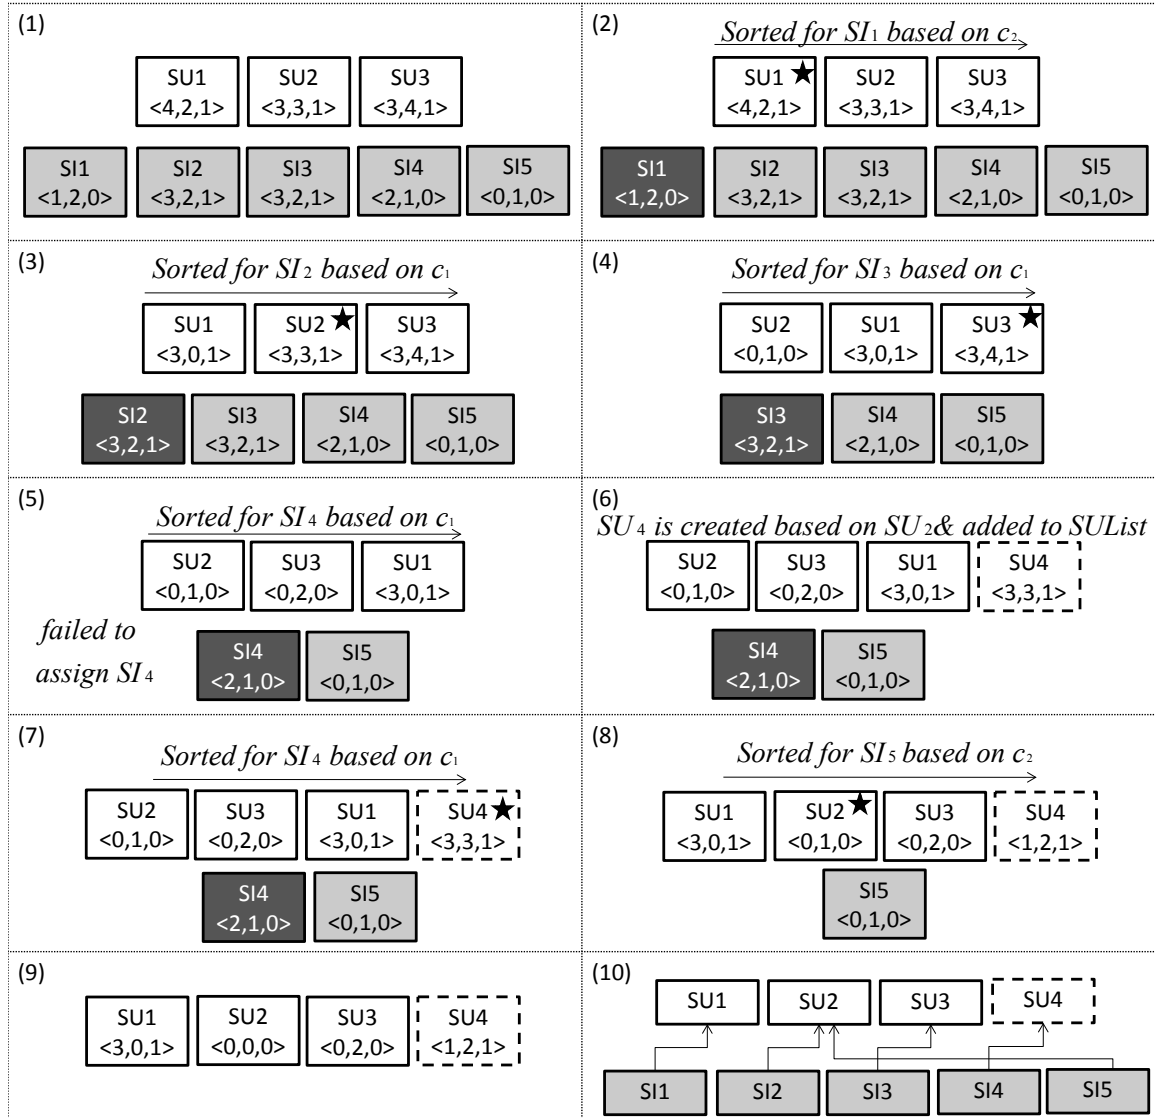 (1)
SU1 SU2 SU3
<4,2,1> <3,3,1> <3,4,1>
SI1 SI2 SI3 SI4 SI5
<1,2,0> <3,2,1> <3,2,1> <2,1,0> <0,1,0>
(2)
Sorted for SI1 based on c2
SU1 SU2 SU3
<4,2,1> <3,3,1> <3,4,1>
SI1 SI2 SI3 SI4 SI5
<1,2,0> <3,2,1> <3,2,1> <2,1,0> <0,1,0>
(3)
Sorted for SI2 based on c1
SU1 SU2 SU3
<3,0,1> <3,3,1> <3,4,1>
SI2 SI3 SI4 SI5
<3,2,1> <3,2,1> <2,1,0> <0,1,0>
(4)
Sorted for SI3 based on c1
SU2 SU1 SU3
<0,1,0> <3,0,1> <3,4,1>
SI3 SI4 SI5
<3,2,1> <2,1,0> <0,1,0>
(5)
Sorted for SI4 based on c1
SU2 SU3 SU1
<0,1,0> <0,2,0> <3,0,1>
failed to
assign SI4
SI4 SI5
<2,1,0> <0,1,0>
(6)
SU4 is created based on SU2& added to SUList
SU2 SU3 SU1 SU4
<0,1,0> <0,2,0> <3,0,1> <3,3,1>
SI4 SI5
<2,1,0> <0,1,0>
(7)
Sorted for SI4 based on c1
SU2 SU3 SU1 SU4
<0,1,0> <0,2,0> <3,0,1> <3,3,1>
SI4 SI5
<2,1,0> <0,1,0>
(8)
Sorted for SI5 based on c2
SU1 SU2 SU3 SU4
<3,0,1> <0,1,0> <0,2,0> <1,2,1>
SI5
<0,1,0>
(9)
SU1 SU2 SU3 SU4
<3,0,1> <0,0,0> <0,2,0> <1,2,1>
(10)
SU1 SU2 SU3 SU4
SI1 SI2 SI3 SI4 SI5